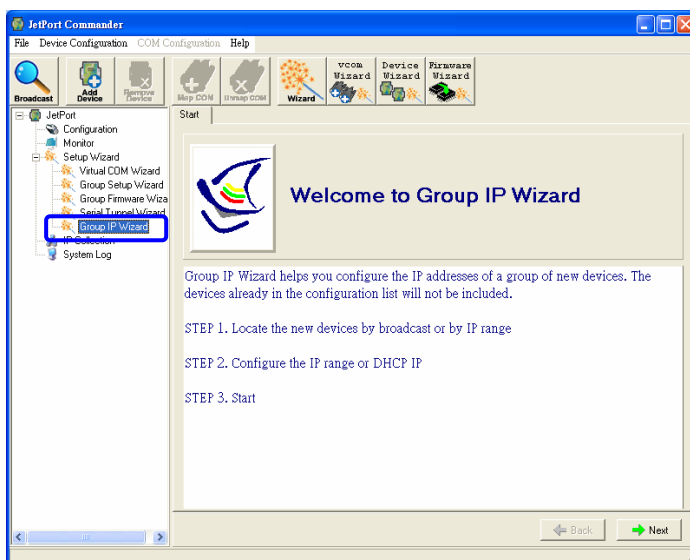 JetPort Commander
File Device Configuration COM Configuration Help
Broadcast
Add Device
Remove Device
Map COM
Unmap COM
Wizard
vcom Wizard
Device Wizard
Firmware Wizard
JetPort
Configuration
Monitor
Setup Wizard
Virtual COM Wizard
Group Setup Wizard
Group Firmware Wiza
Serial Tunnel Wizard
Group IP Wizard
IP Collection
System Log
Start
Welcome to Group IP Wizard
Group IP Wizard helps you configure the IP addresses of a group of new devices. The
devices already in the configuration list will not be included.
STEP 1. Locate the new devices by broadcast or by IP range
STEP 2. Configure the IP range or DHCP IP
STEP 3. Start
Back
Next